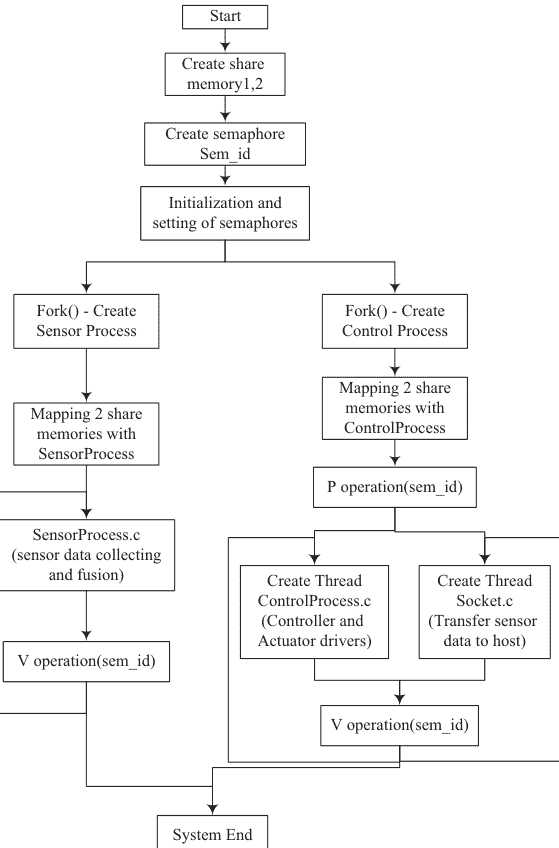 Start
Create share
memory1,2
Create semaphore
Sem_id
Initialization and
setting of semaphores
Fork() - Create
Sensor Process
Fork() - Create
Control Process
Mapping 2 share
memories with
SensorProcess
Mapping 2 share
memories with
ControlProcess
P operation(sem_id)
SensorProcess.c
(sensor data collecting
and fusion)
Create Thread
ControlProcess.c
(Controller and
Actuator drivers)
Create Thread
Socket.c
(Transfer sensor
data to host)
V operation(sem_id)
V operation(sem_id)
System End